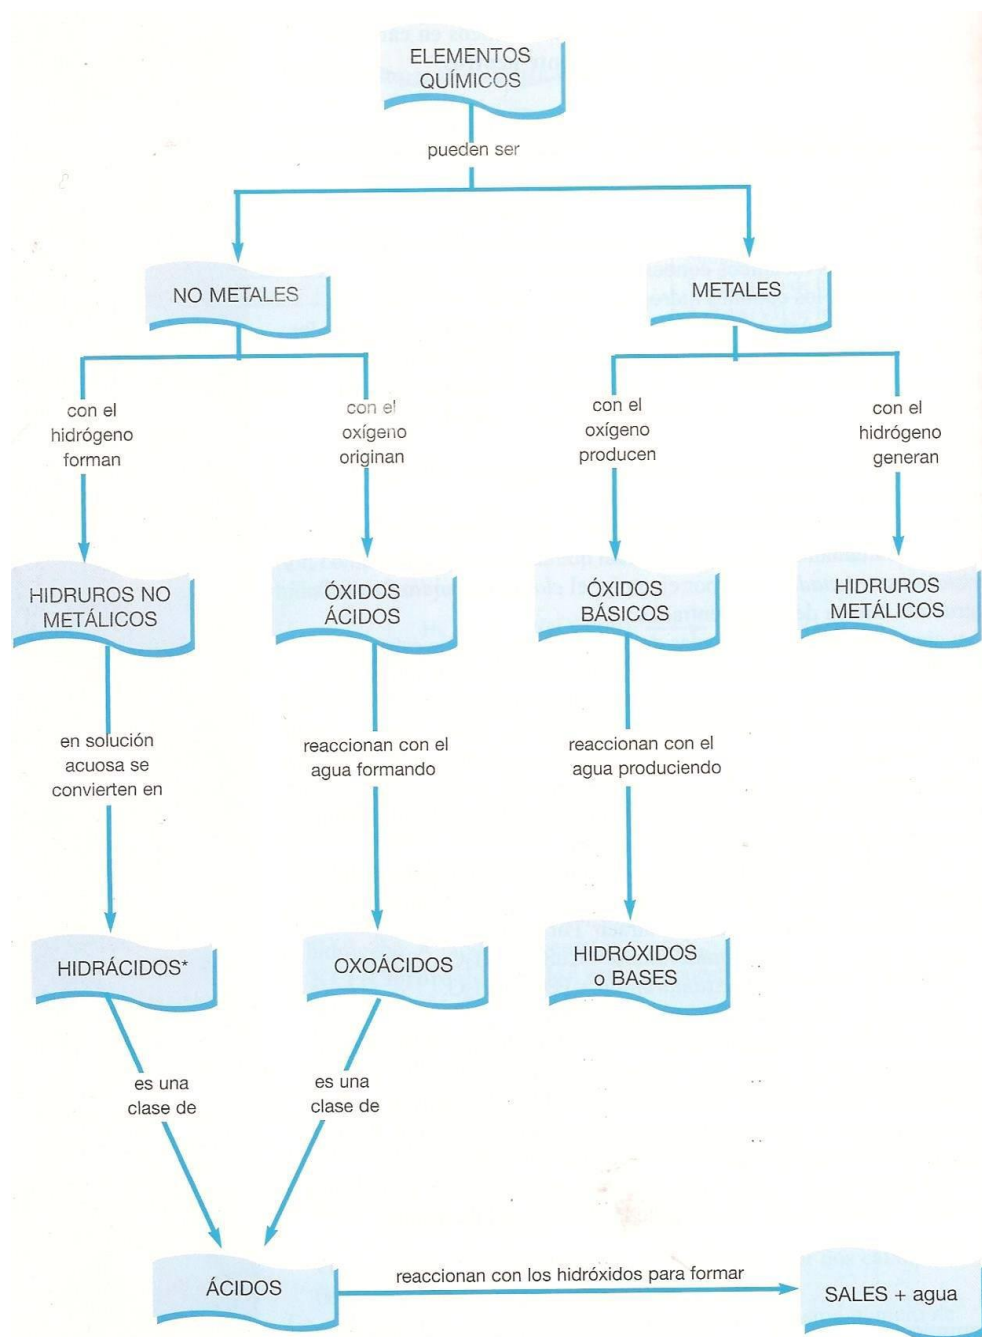 ELEMENTOS
QUÍMICOS
pueden ser
NO METALES
METALES
con el
hidrógeno
forman
con el
oxígeno
originan
con el
oxígeno
producen
con el
hidrógeno
generan
HIDRUROS NO
METÁLICOS
ÓXIDOS
ÁCIDOS
ÓXIDOS
BÁSICOS
HIDRUROS
METÁLICOS
en solución
acuosa se
convierten en
reaccionan con el
agua formando
reaccionan con el
agua produciendo
HIDRÁCIDOS*
OXOÁCIDOS
HIDRÓXIDOS
o BASES
es una
clase de
es una
clase de
ÁCIDOS
reaccionan con los hidróxidos para formar
SALES + agua